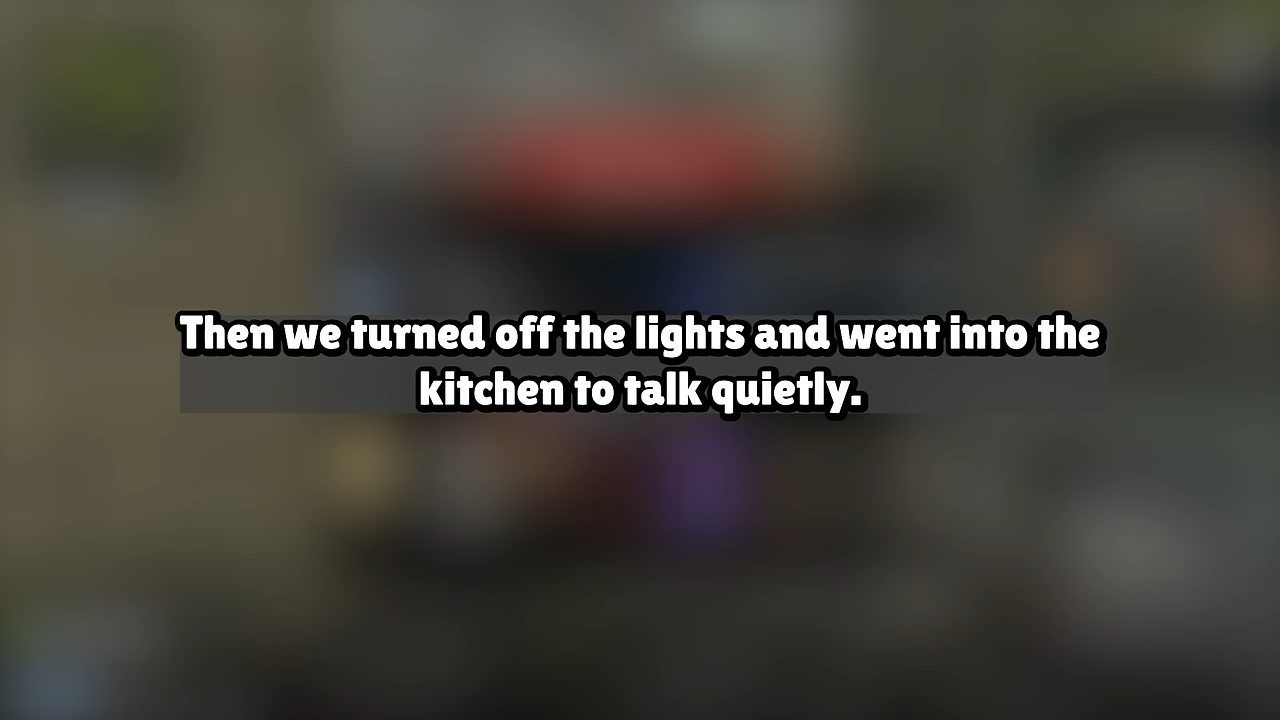 Then we turned off the lights and went into the
kitchen to talk quietly.